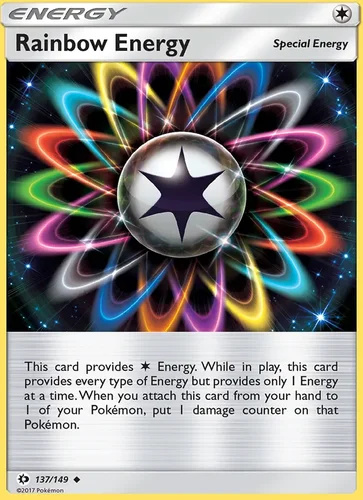 ENERGY
Rainbow Energy
Special Energy
This card provides Energy. While in play, this card
provides every type of Energy but provides only 1 Energy
at a time. When you attach this card from your hand to
1 of your Pokémon, put 1 damage counter on that
Pokémon.
137/149
©2017 Pokémon